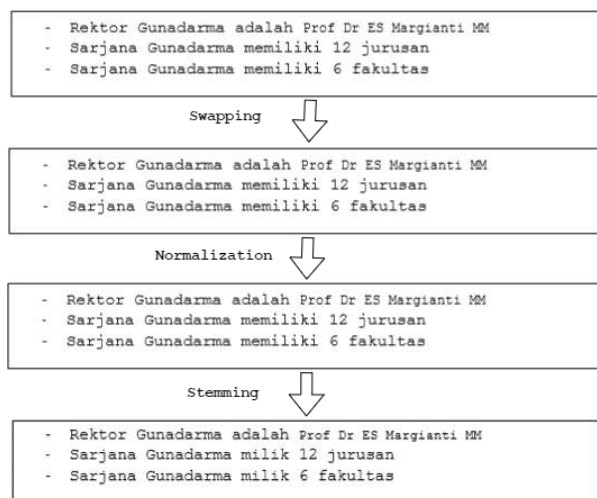 - Rektor Gunadarma adalah Prof Dr ES Margianti MM
- Sarjana Gunadarma memiliki 12 jurusan
- Sarjana Gunadarma memiliki 6 fakultas
Swapping
- Rektor Gunadarma adalah Prof Dr ES Margianti MM
- Sarjana Gunadarma memiliki 12 jurusan
- Sarjana Gunadarma memiliki 6 fakultas
Normalization
- Rektor Gunadarma adalah Prof Dr ES Margianti MM
- Sarjana Gunadarma memiliki 12 jurusan
- Sarjana Gunadarma memiliki 6 fakultas
Stemming
- Rektor Gunadarma adalah Prof Dr ES Margianti MM
- Sarjana Gunadarma milik 12 jurusan
- Sarjana Gunadarma milik 6 fakultas